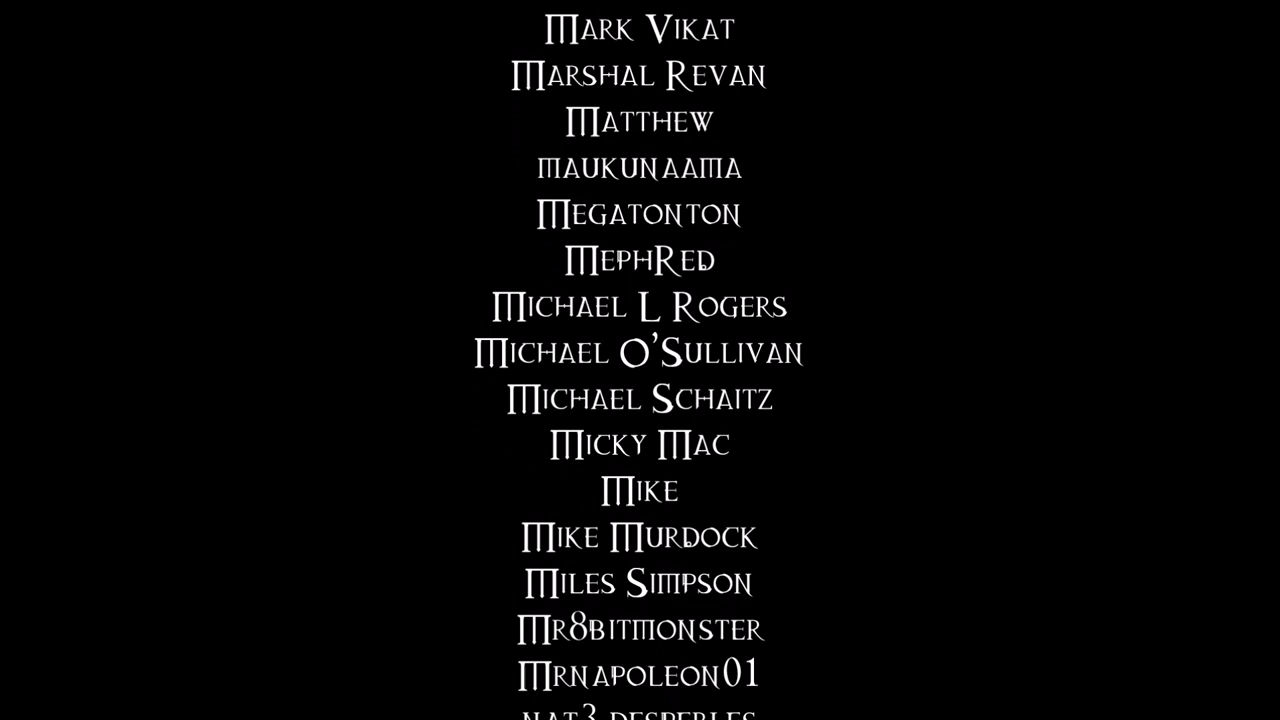 Mark Vikat
Marshal Revan
Matthew
maukunaama
Megatonton
MephRed
Michael L Rogers
Michael O'Sullivan
Michael Schaitz
Micky Mac
Mike
Mike Murdock
Miles Simpson
Mr8bitmonster
Mrnapoleon01